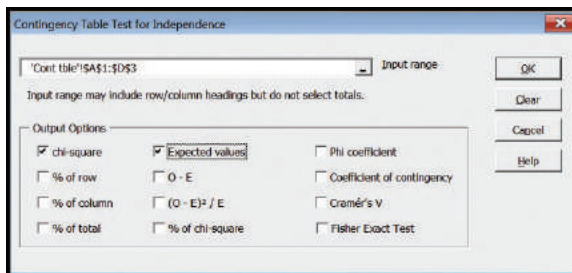 Contingency Table Test for Independence
'Cont tble'!$A$1:$D$3 Input range
OK
Input range may include row/column headings but do not select totals.
Clear
Output Options
Cancel
chi-square Expected values Phi coefficient
Help
% of row O - E Coefficient of contingency
% of column (O - E)² / E Cramér's V
% of total % of chi-square Fisher Exact Test